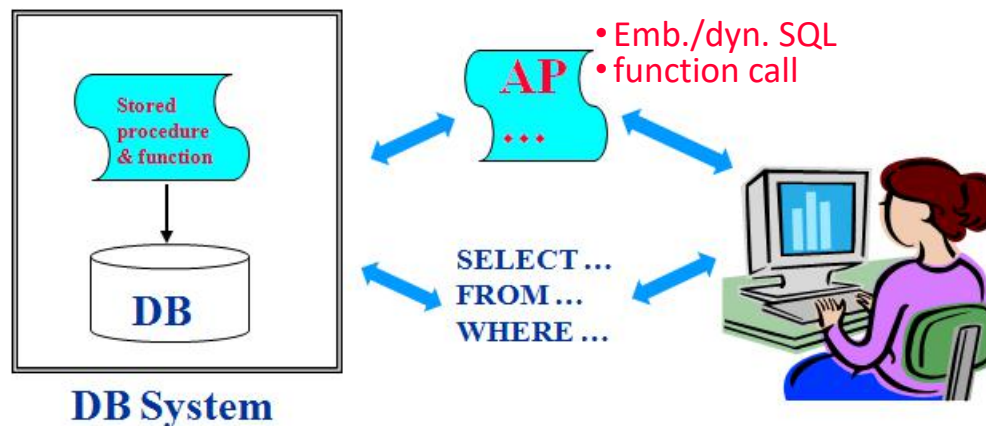 Stored
procedure
& function
DB
DB System
AP
...
• Emb./dyn. SQL
• function call
SELECT ...
FROM ...
WHERE ...